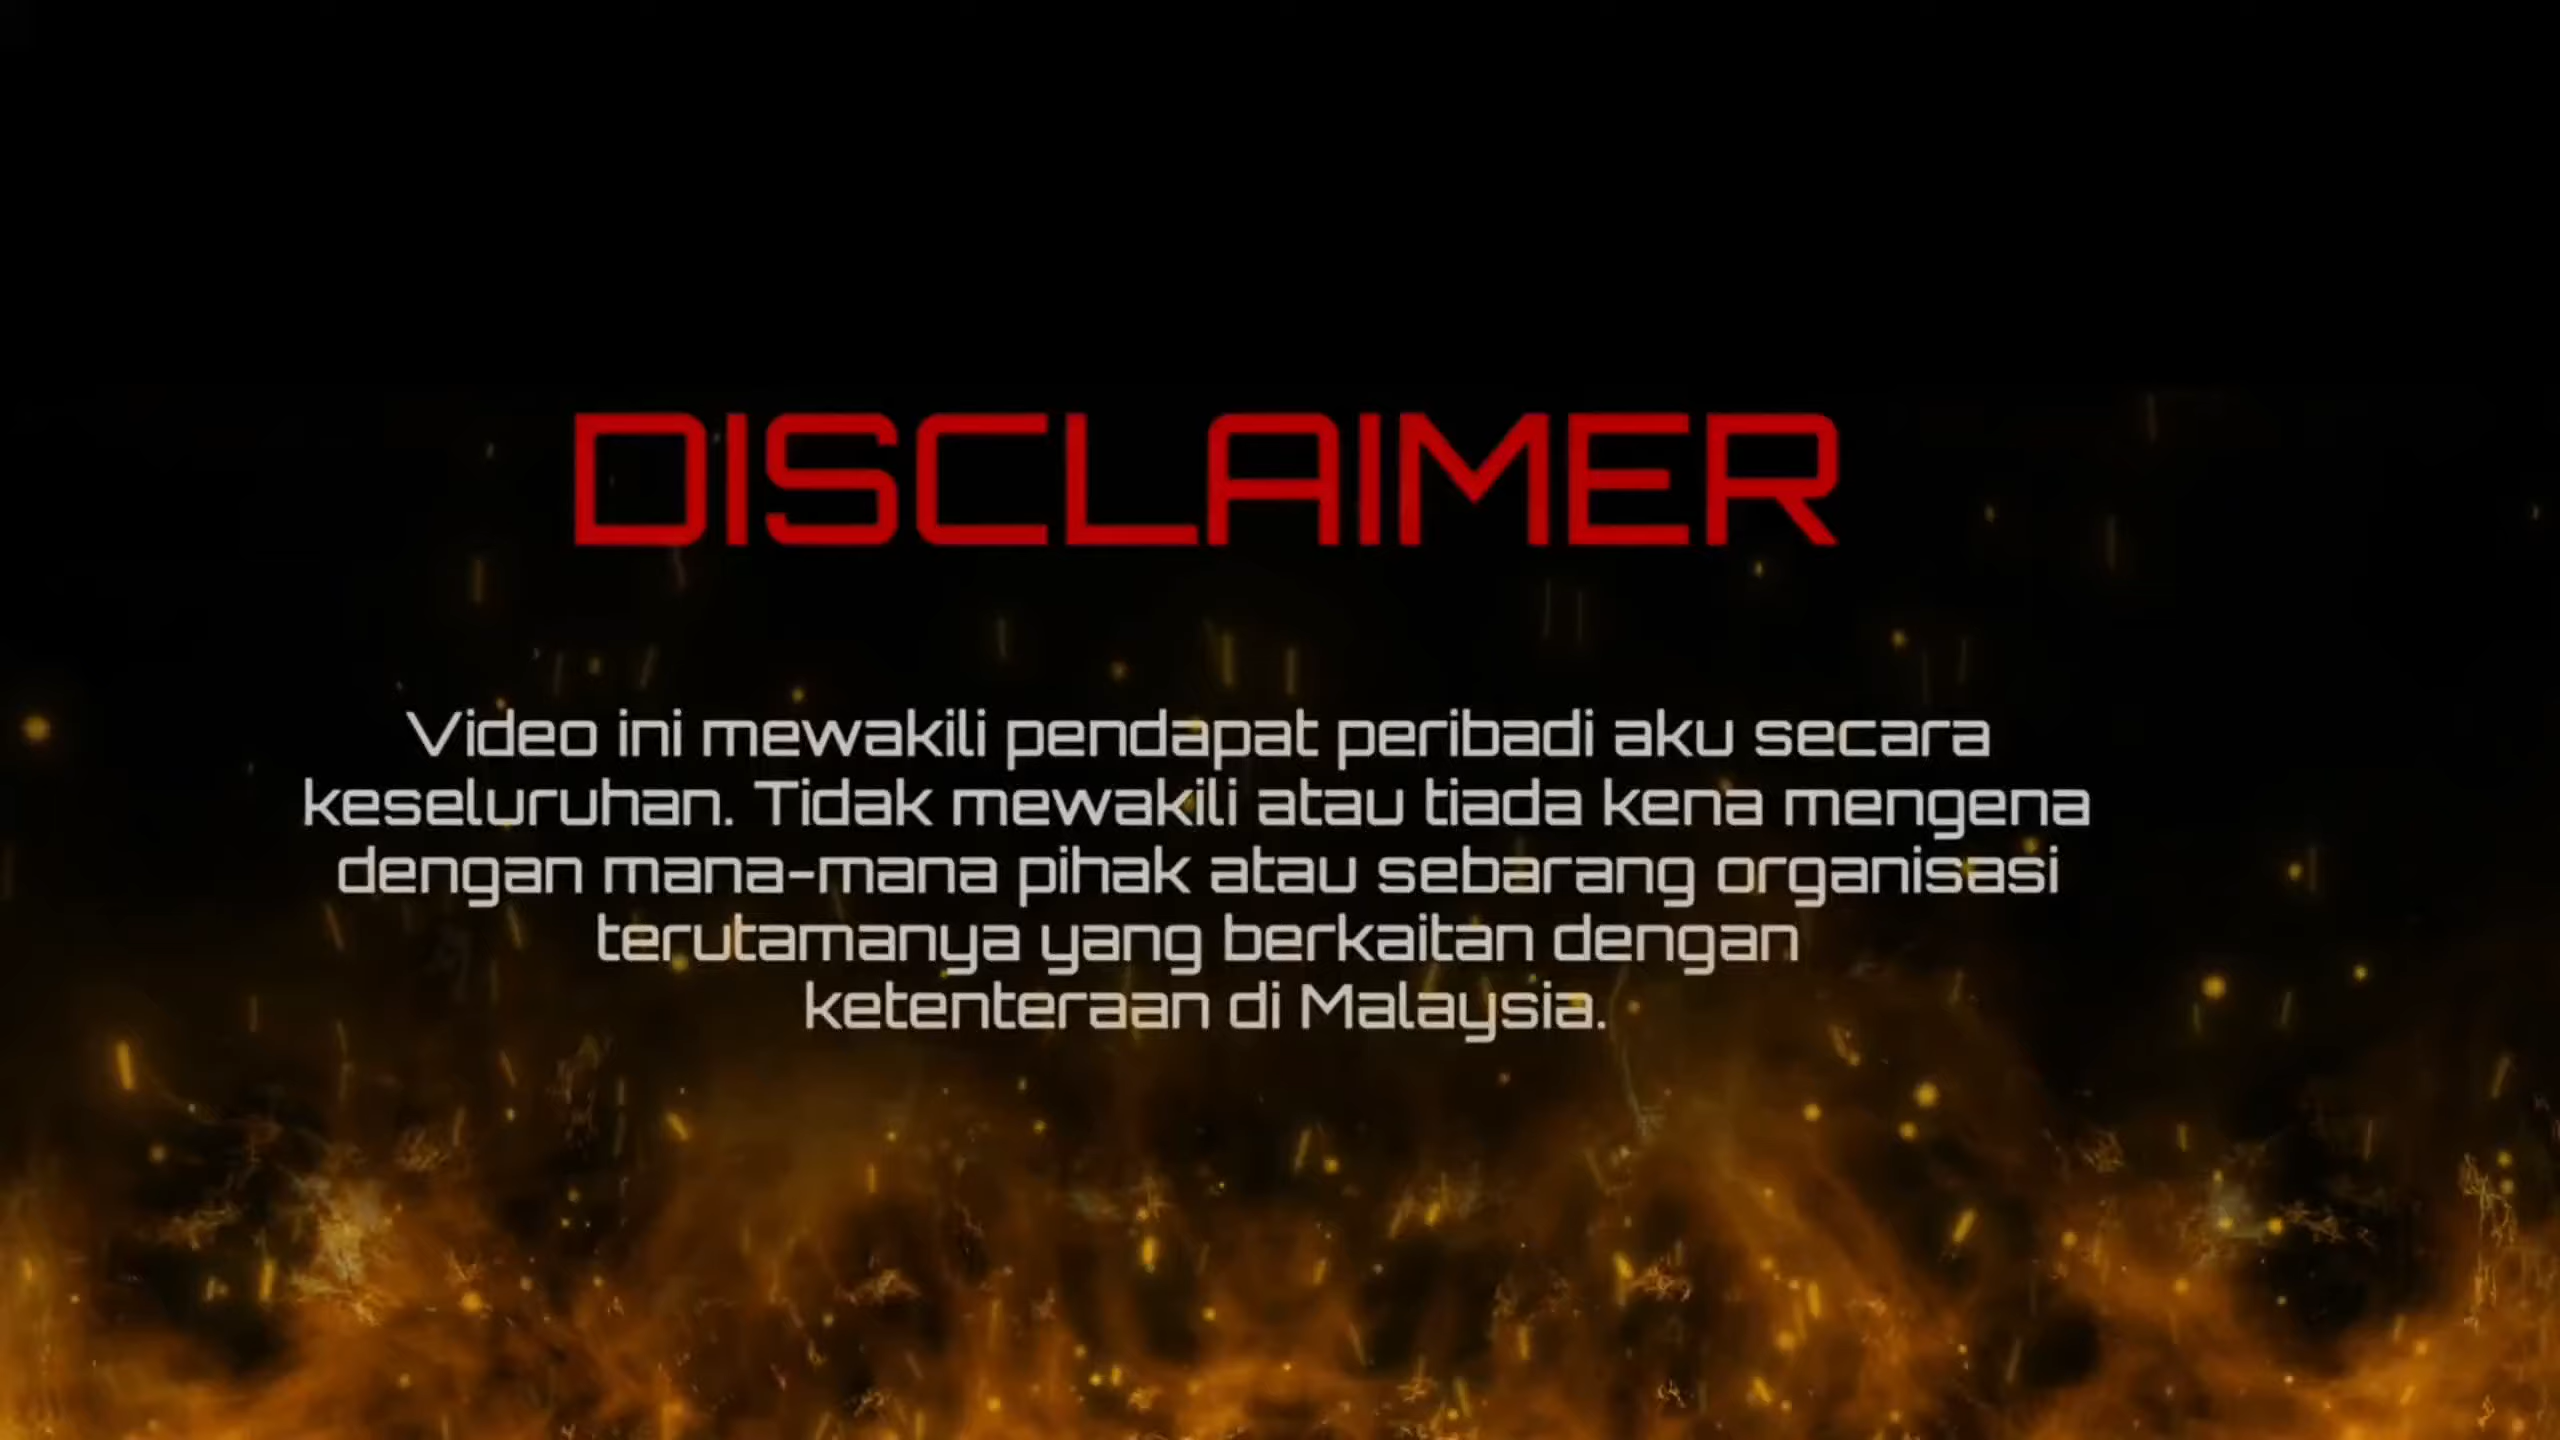 DISCLAIMER
Video ini mewakili pendapat peribadi aku secara
keseluruhan. Tidak mewakili atau tiada kena mengena
dengan mana-mana pihak atau sebarang organisasi
terutamanya yang berkaitan dengan
ketenteraan di Malaysia.